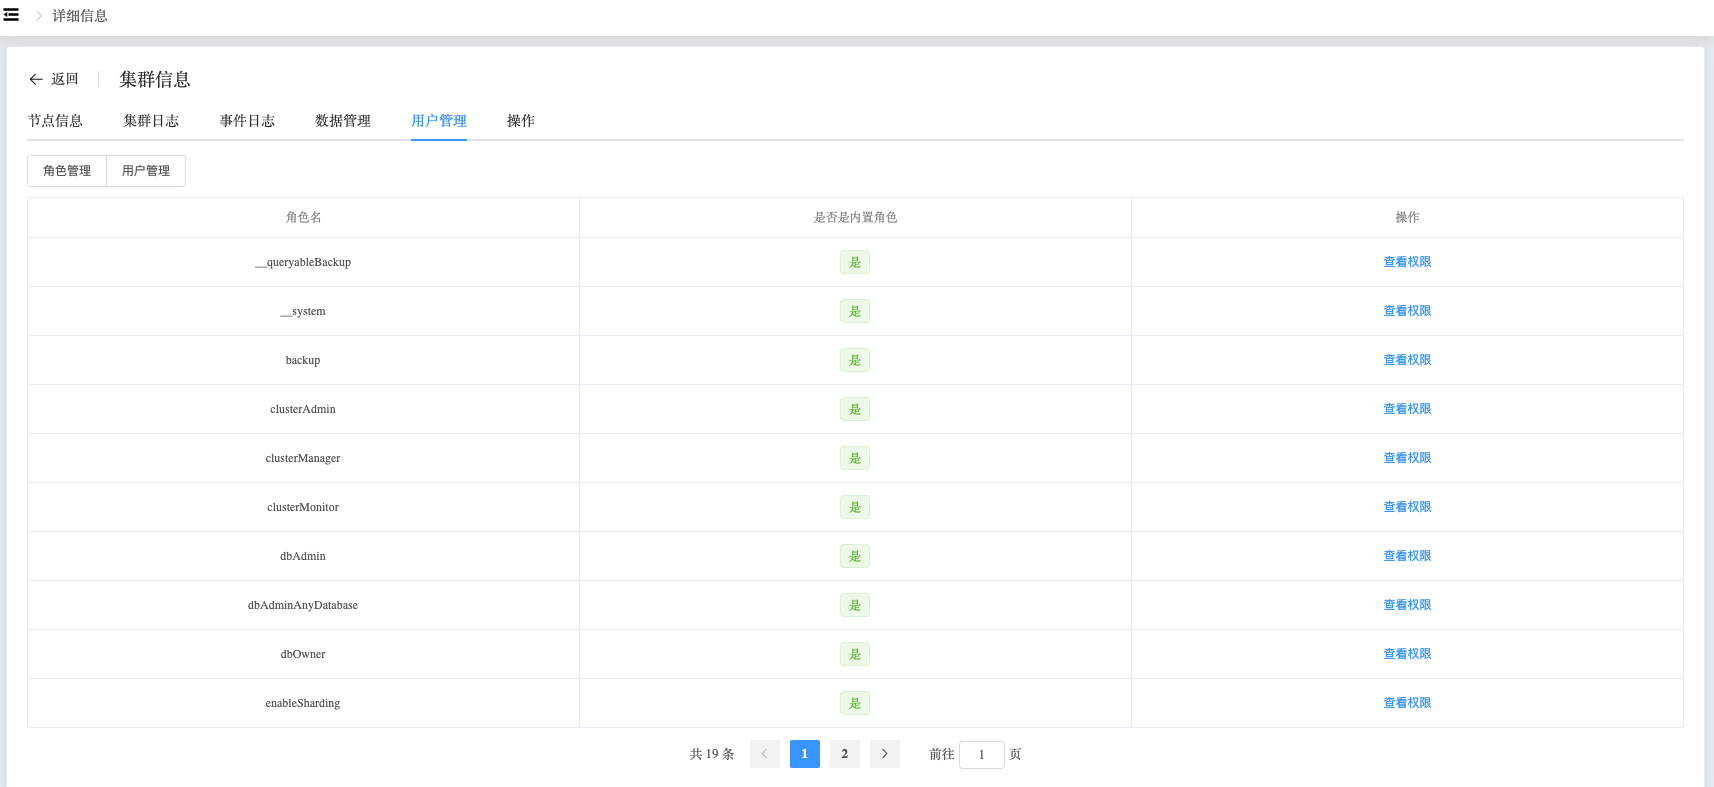 详细信息
返回 集群信息
节点信息 集群日志 事件日志 数据管理 用户管理 操作
角色管理 用户管理
角色名 是否是内置角色 操作
__queryableBackup 是 查看权限
__system 是 查看权限
backup 是 查看权限
clusterAdmin 是 查看权限
clusterManager 是 查看权限
clusterMonitor 是 查看权限
dbAdmin 是 查看权限
dbAdminAnyDatabase 是 查看权限
dbOwner 是 查看权限
enableSharding 是 查看权限
共 19 条 1 2 前往 1 页